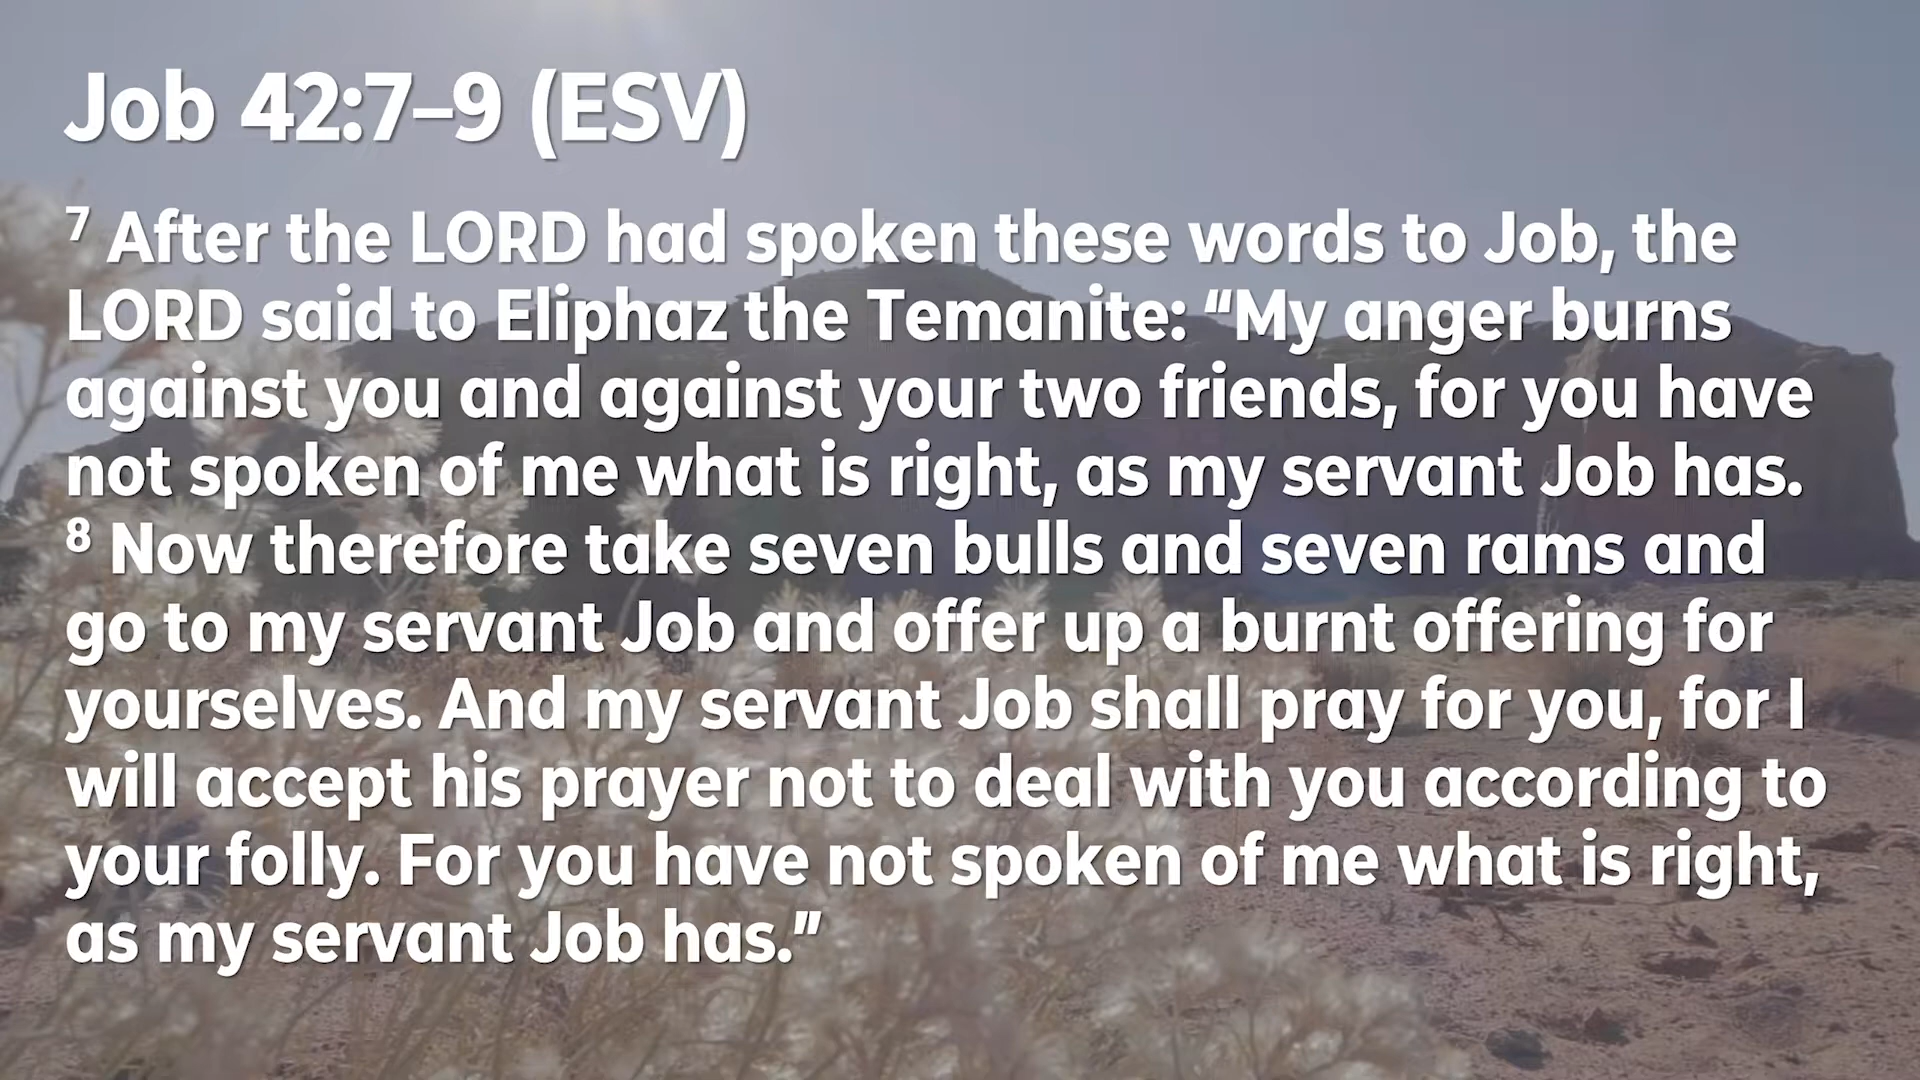 Job 42:7–9 (ESV)
7 After the LORD had spoken these words to Job, the
LORD said to Eliphaz the Temanite: “My anger burns
against you and against your two friends, for you have
not spoken of me what is right, as my servant Job has.
8 Now therefore take seven bulls and seven rams and
go to my servant Job and offer up a burnt offering for
yourselves. And my servant Job shall pray for you, for I
will accept his prayer not to deal with you according to
your folly. For you have not spoken of me what is right,
as my servant Job has.”